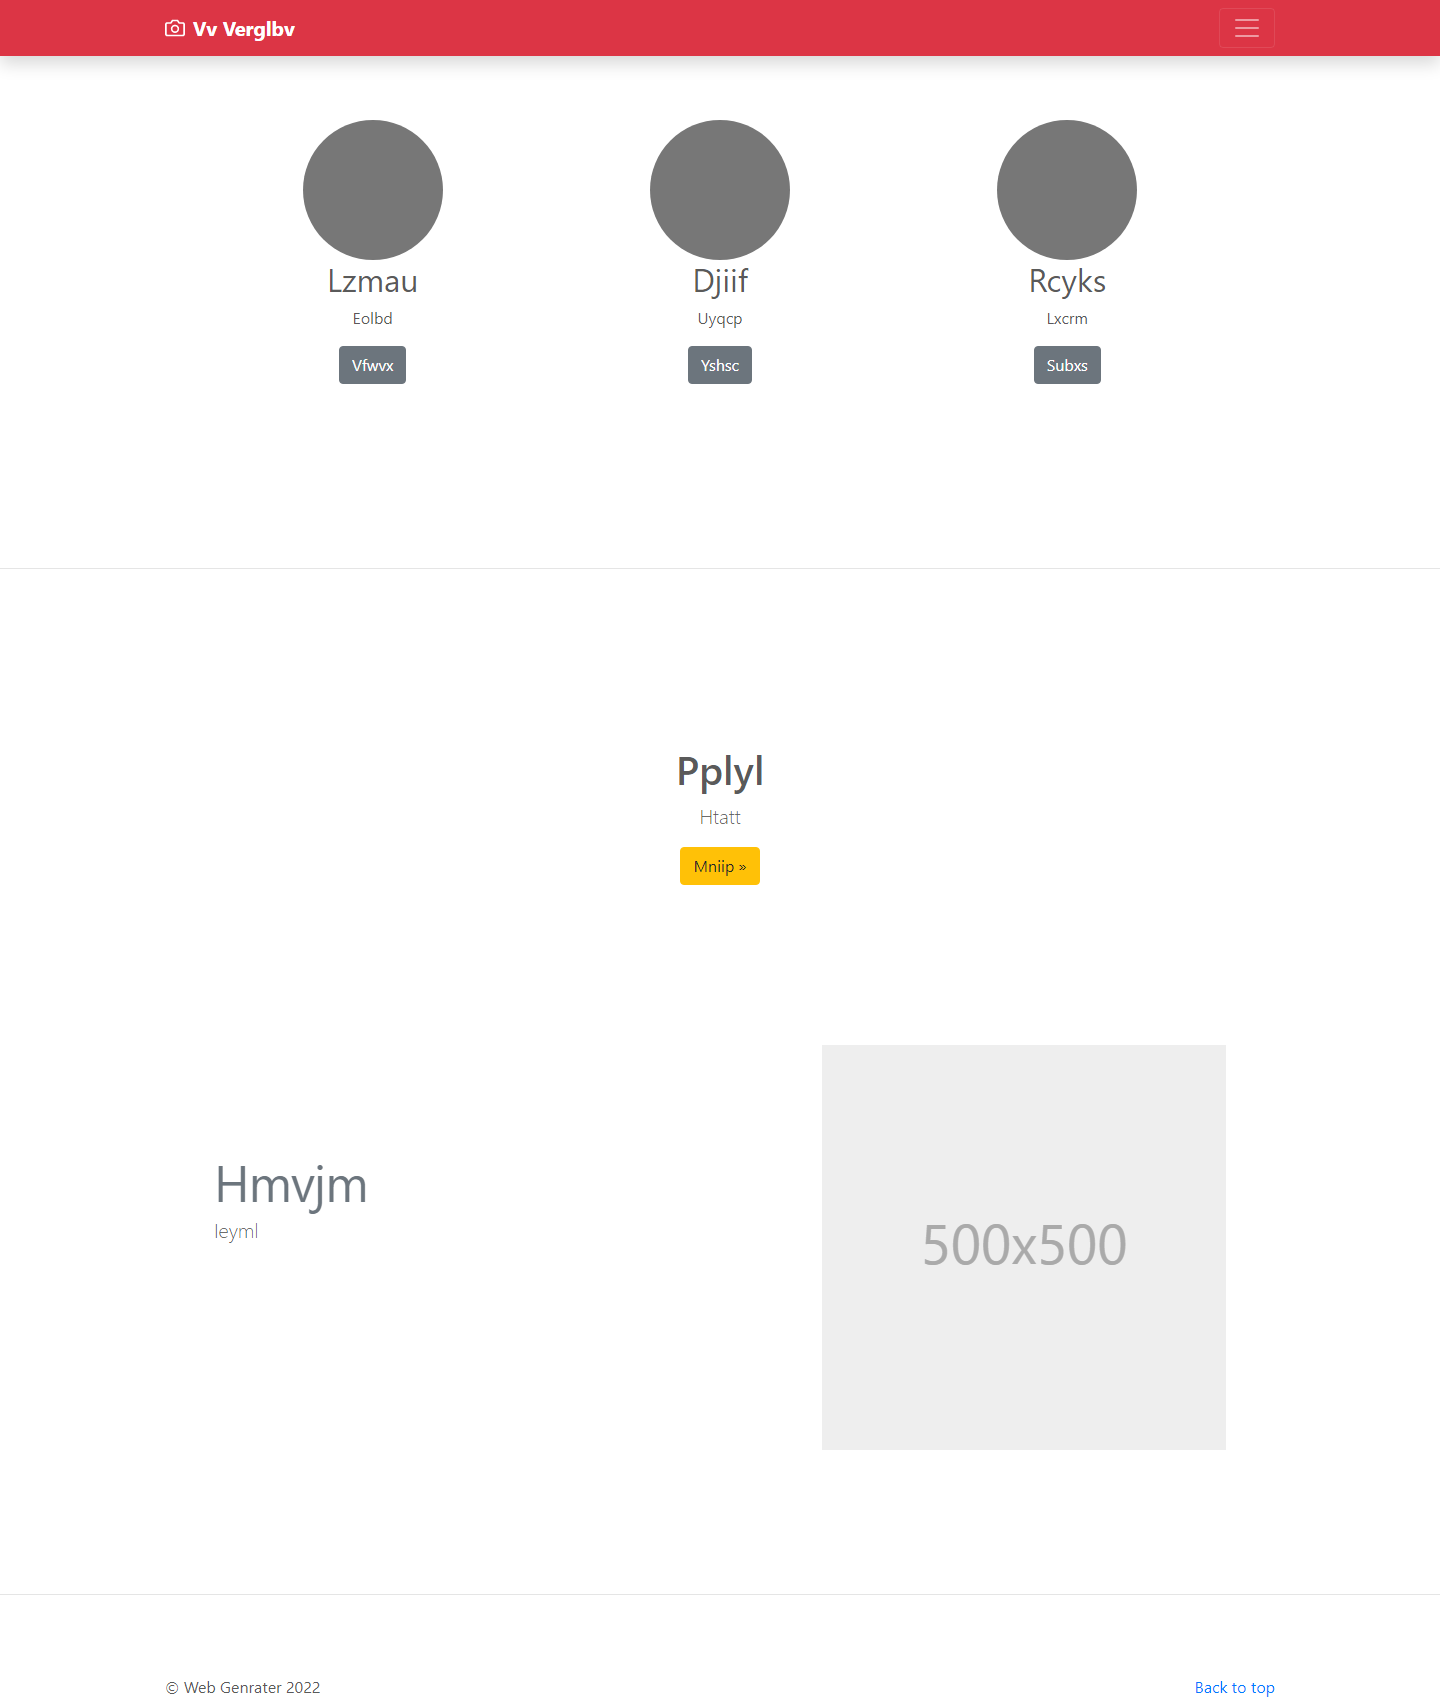 Vv Verglbv
Lzmau
Djiif
Rcyks
Eolbd
Uyqcp
Lxcrm
Vfwvx
Yshsc
Subxs
Pplyl
Htatt
Mniip »
Hmvjm
Ieyml
500x500
© Web Genrater 2022
Back to top